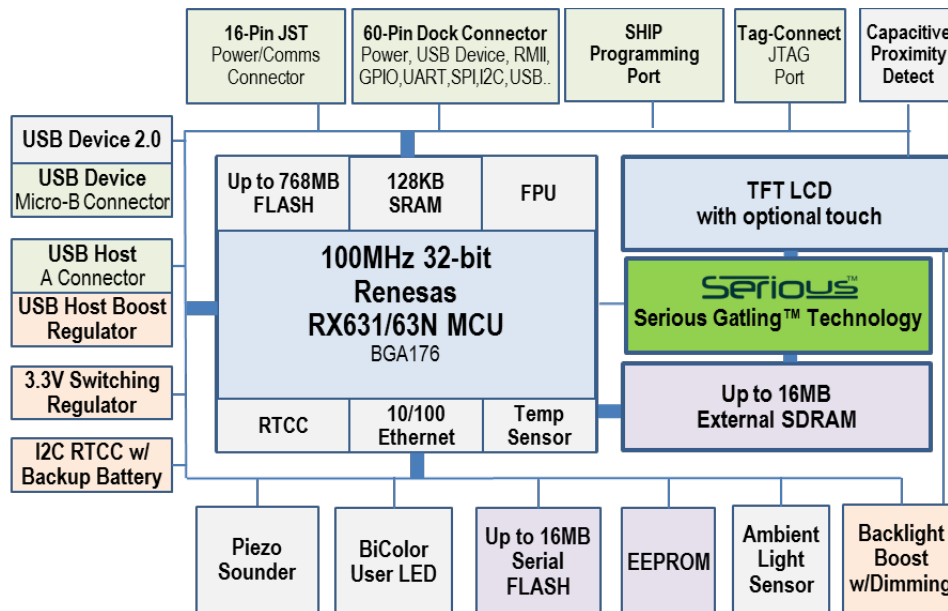 16-Pin JST
Power/Comms
Connector
60-Pin Dock Connector
Power, USB Device, RMII,
GPIO,UART,SPI,I2C,USB..
SHIP
Programming
Port
Tag-Connect
JTAG
Port
Capacitive
Proximity
Detect
USB Device 2.0
USB Device
Micro-B Connector
USB Host
A Connector
USB Host Boost
Regulator
3.3V Switching
Regulator
I2C RTCC w/
Backup Battery
Up to 768MB
FLASH
128KB
SRAM
FPU
100MHz 32-bit
Renesas
RX631/63N MCU
BGA176
RTCC
10/100
Ethernet
Temp
Sensor
TFT LCD
with optional touch
Serious™
Serious Gatling™ Technology
Up to 16MB
External SDRAM
Piezo
Sounder
BiColor
User LED
Up to 16MB
Serial
FLASH
EEPROM
Ambient
Light
Sensor
Backlight
Boost
w/Dimming